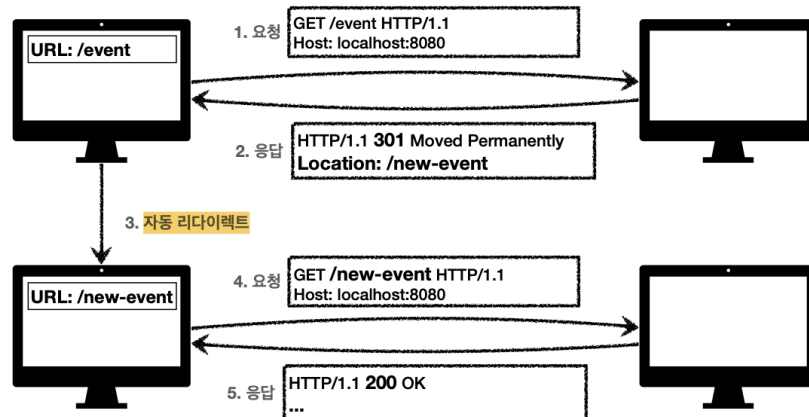 URL: /event
1. 요청
GET /event HTTP/1.1
Host: localhost:8080
2. 응답
HTTP/1.1 301 Moved Permanently
Location: /new-event
3. 자동 리다이렉트
URL: /new-event
4. 요청
GET /new-event HTTP/1.1
Host: localhost:8080
5. 응답
HTTP/1.1 200 OK
...